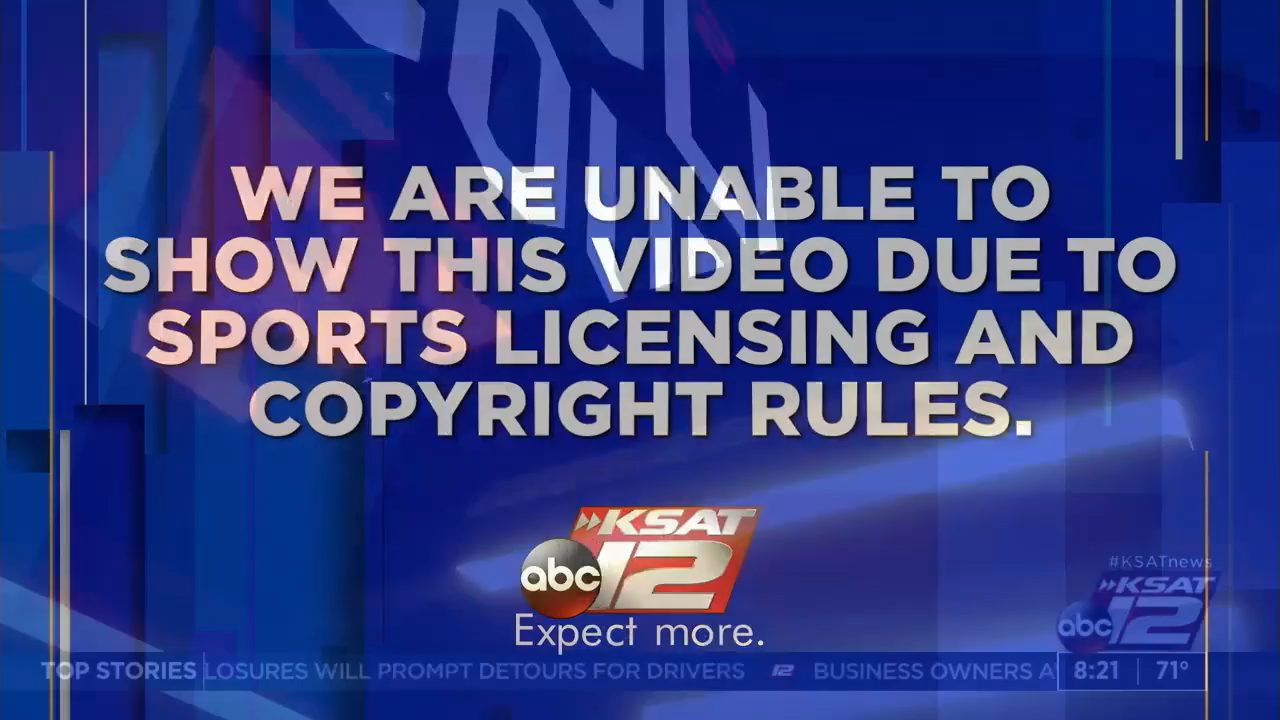 WE ARE UNABLE TO
SHOW THIS VIDEO DUE TO
SPORTS LICENSING AND
COPYRIGHT RULES.
KSAT
abc 12
Expect more.
#KSATnews
KSAT
abc 12
TOP STORIES LOSURES WILL PROMPT DETOURS FOR DRIVERS 12 BUSINESS OWNERS A 8:21 71°